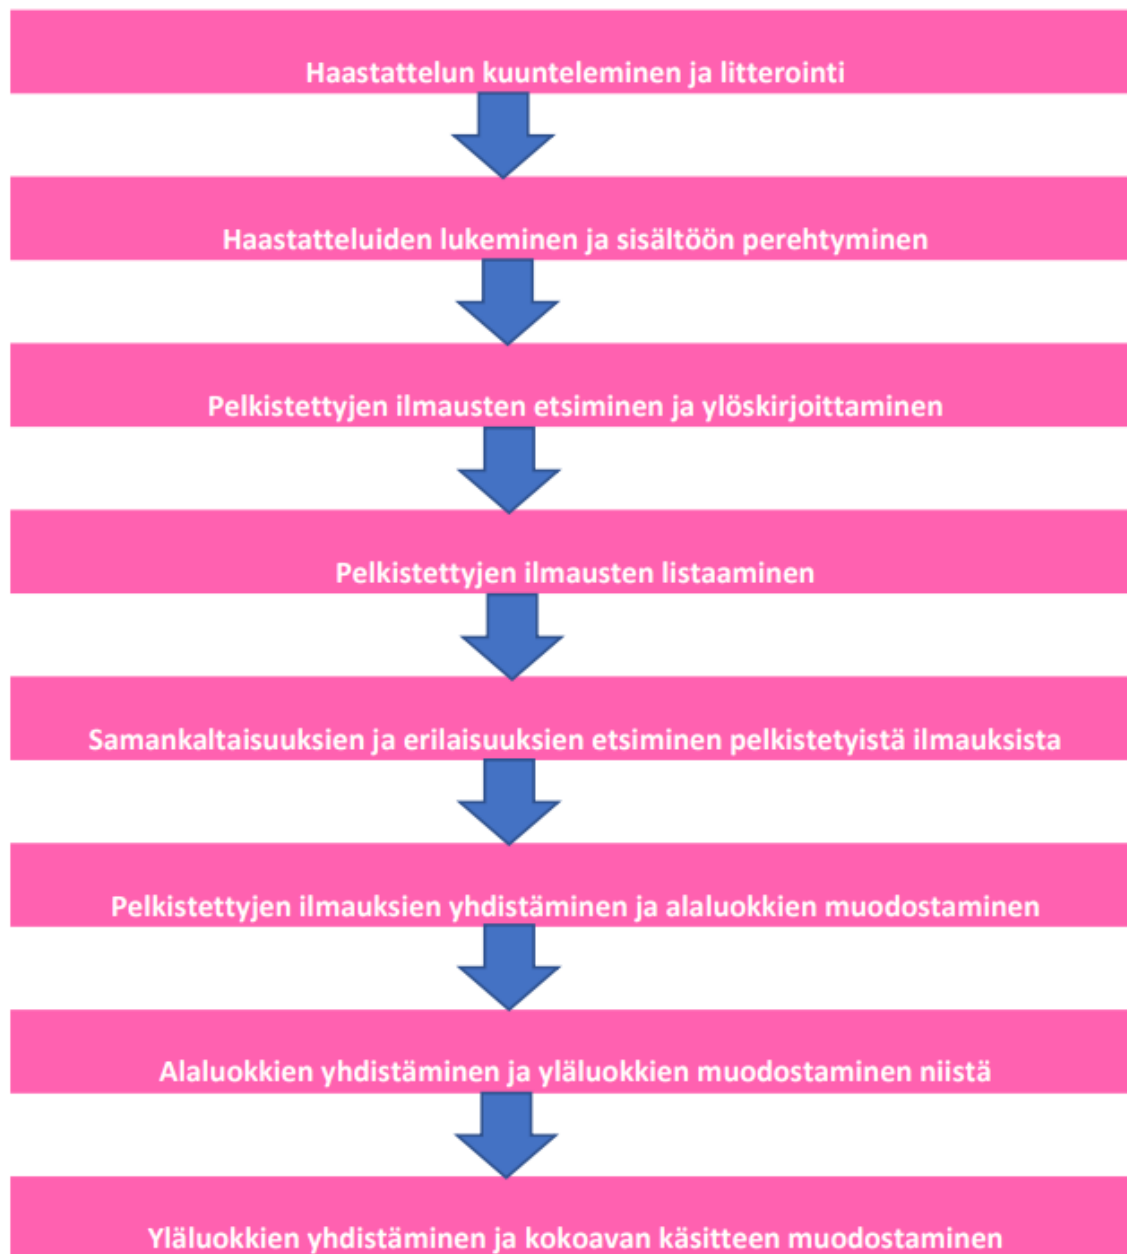 Haastattelun kuunteleminen ja litterointi
Haastatteluiden lukeminen ja sisältöön perehtyminen
Pelkistettyjen ilmausten etsiminen ja ylöskirjoittaminen
Pelkistettyjen ilmausten listaaminen
Samankaltaisuuksien ja erilaisuuksien etsiminen pelkistetyistä ilmauksista
Pelkistettyjen ilmauksien yhdistäminen ja alaluokkien muodostaminen
Alaluokkien yhdistäminen ja yläluokkien muodostaminen niistä
Yläluokkien yhdistäminen ja kokoavan käsitteen muodostaminen